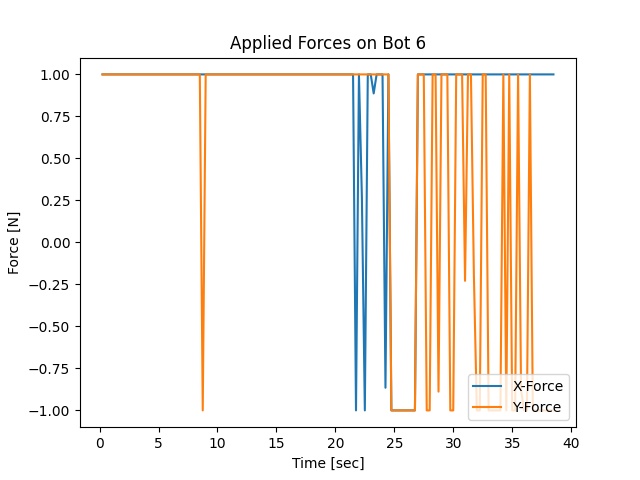 Applied Forces on Bot 6
1.00
0.75
0.50
0.25
0.00
−0.25
−0.50
−0.75
−1.00
Force [N]
X-Force
Y-Force
0 5 10 15 20 25 30 35 40
Time [sec]